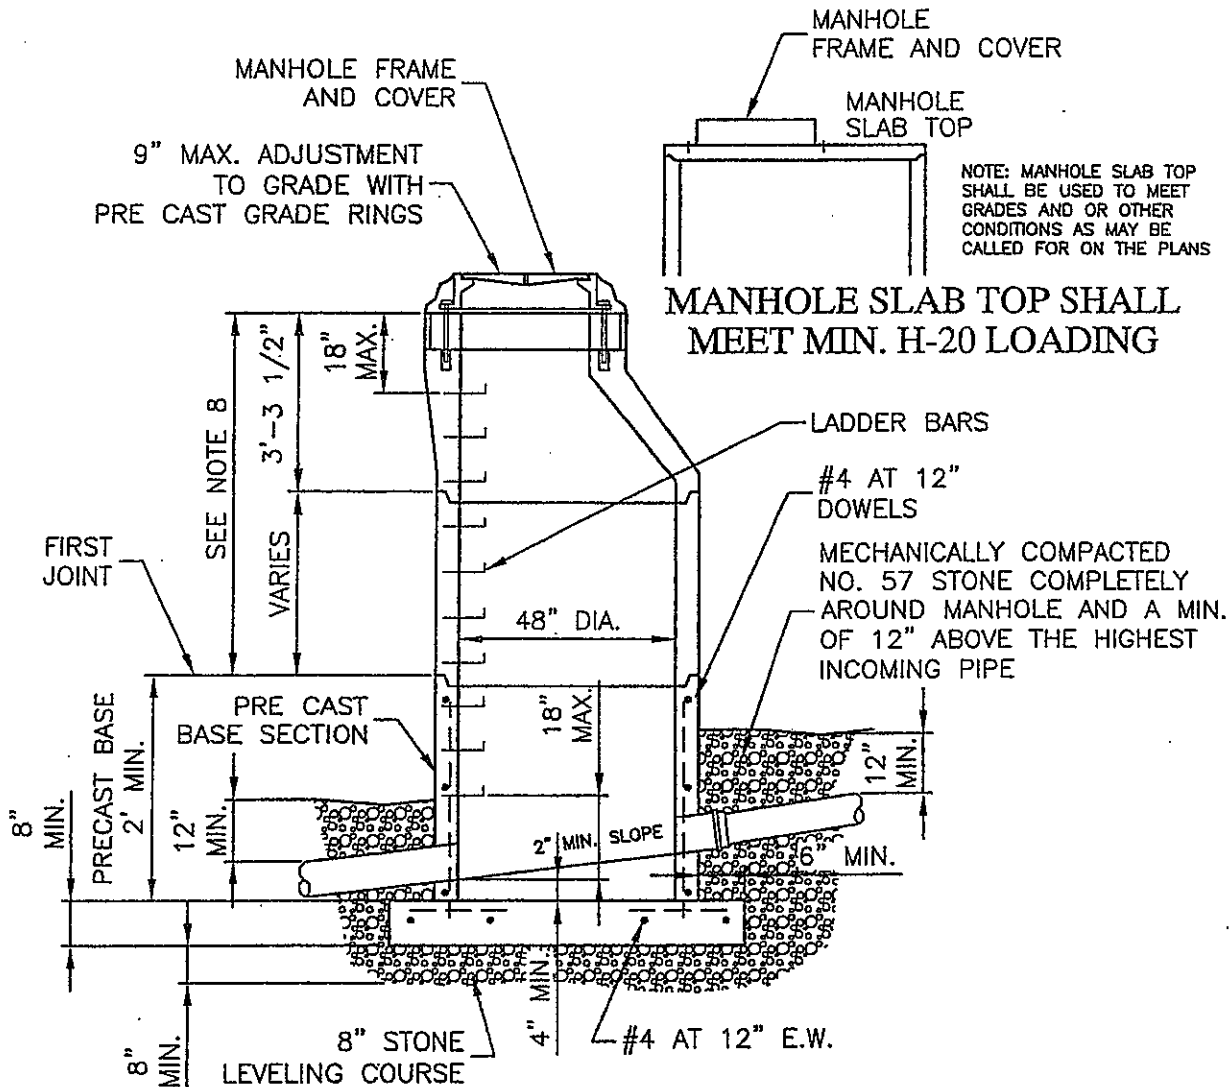 MANHOLE
FRAME AND COVER
MANHOLE FRAME
AND COVER
MANHOLE
SLAB TOP
9" MAX. ADJUSTMENT
TO GRADE WITH
PRE CAST GRADE RINGS
NOTE: MANHOLE SLAB TOP
SHALL BE USED TO MEET
GRADES AND OR OTHER
CONDITIONS AS MAY BE
CALLED FOR ON THE PLANS
MANHOLE SLAB TOP SHALL
MEET MIN. H-20 LOADING
SEE NOTE 8
3'-3 1/2"
18"
MAX.
LADDER BARS
#4 AT 12"
DOWELS
FIRST
JOINT
VARIES
MECHANICALLY COMPACTED
NO. 57 STONE COMPLETELY
AROUND MANHOLE AND A MIN.
OF 12" ABOVE THE HIGHEST
INCOMING PIPE
48" DIA.
PRE CAST
BASE SECTION
18"
MAX.
PRECAST BASE
2' MIN.
8"
MIN.
12"
MIN.
12"
MIN.
2" MIN. SLOPE
6" MIN.
4" MIN.
8"
MIN.
8" STONE
LEVELING COURSE
#4 AT 12" E.W.